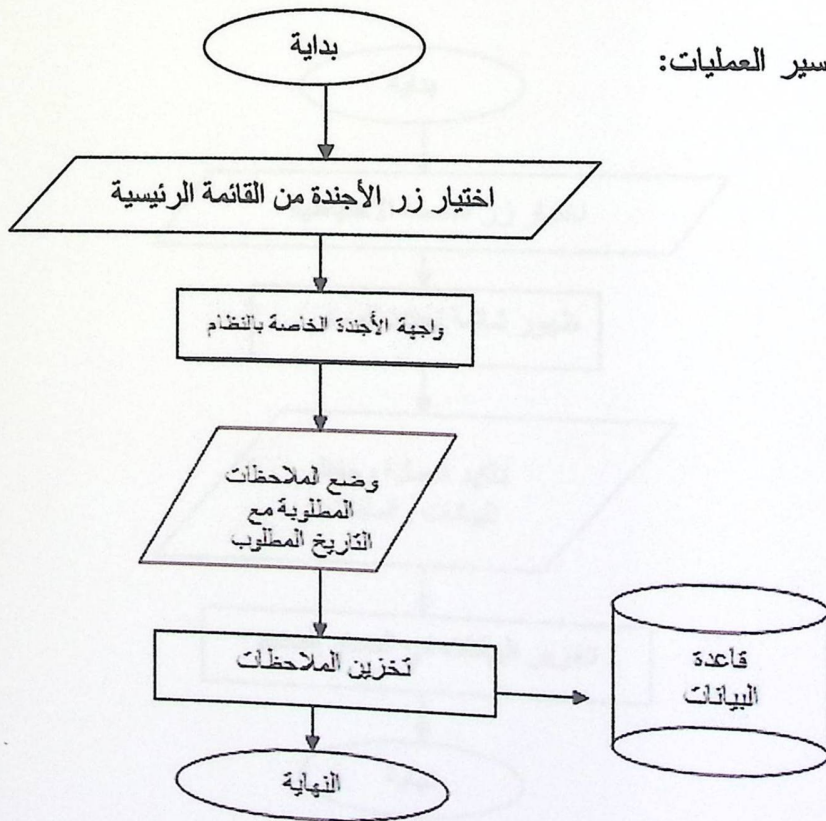 سير العمليات:
بداية
اختيار زر الأجندة من القائمة الرئيسية
واجهة الأجندة الخاصة بالنظام
وضع الملاحظات
المطلوبة مع
التاريخ المطلوب
تخزين الملاحظات
قاعدة
البيانات
النهاية